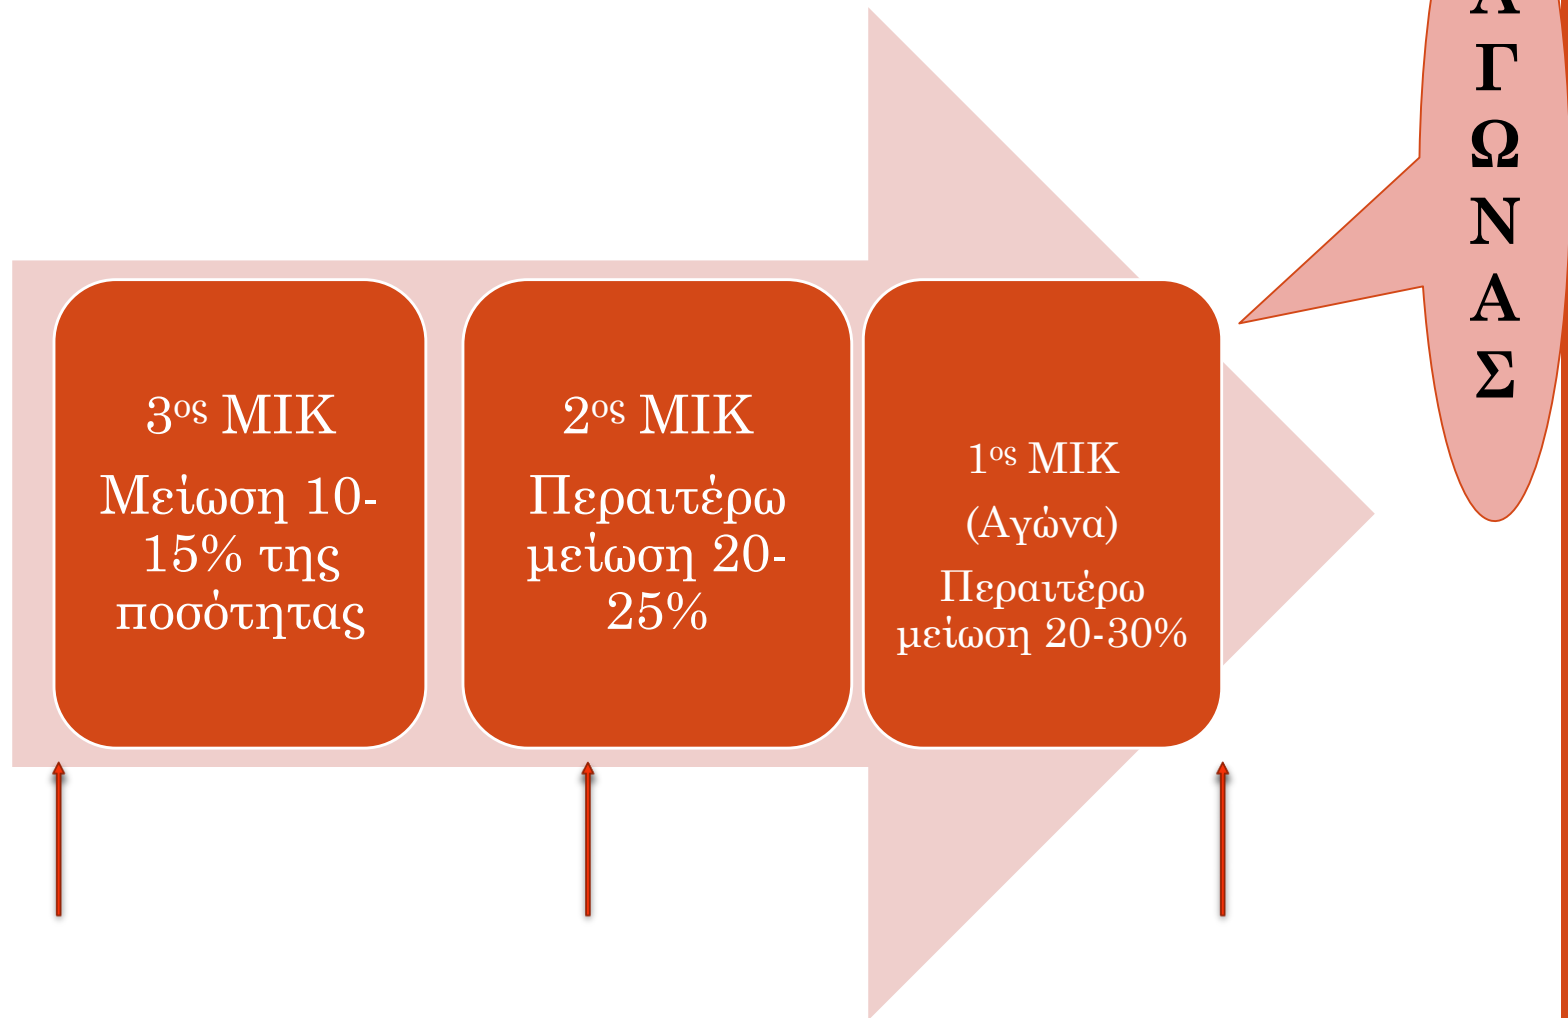 3ος ΜΙΚ
Μείωση 10-
15% της
ποσότητας
2ος ΜΙΚ
Περαιτέρω
μείωση 20-
25%
1ος ΜΙΚ
(Αγώνα)
Περαιτέρω
μείωση 20-30%
Α
Γ
Ω
Ν
Α
Σ